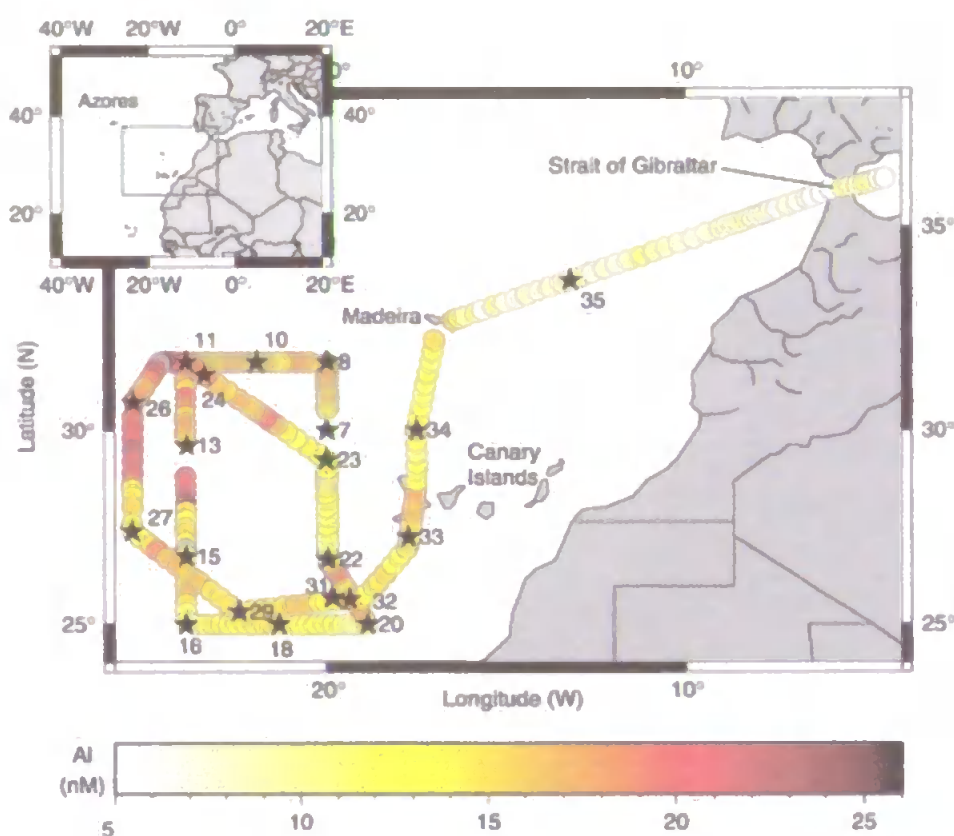 40°W 20°W 0° 20°E
Azores
40° 40°
20° 20°
40°W 20°W 0° 20°E
0° 10°
40°
35°
30° 30°
25° 25°
Strait of Gibraltar
35
Madeira
11 10 8
24
26
13 7 34
23
Canary
Islands
27
33
15 22
31 32
29
16 18 20
Latitude (N)
20° 10°
Longitude (W)
Al
(nM)
5 10 15 20 25